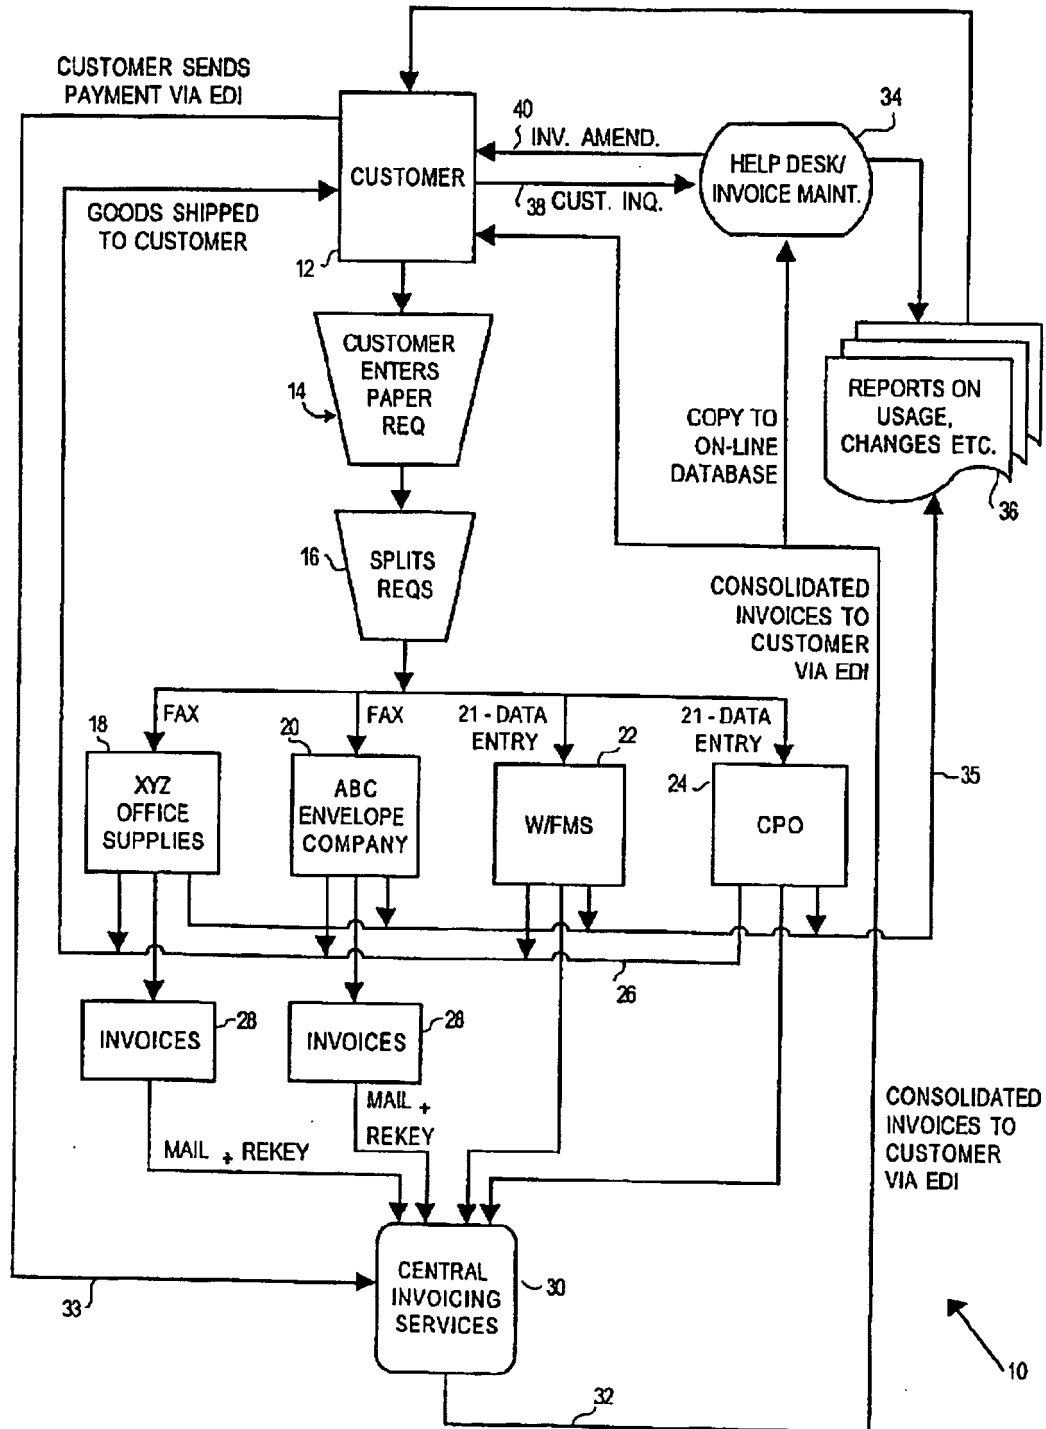 CUSTOMER SENDS
PAYMENT VIA EDI
40
INV. AMEND.
34
CUSTOMER
HELP DESK/
INVOICE MAINT.
38 CUST. INQ.
GOODS SHIPPED
TO CUSTOMER
12
CUSTOMER
ENTERS
PAPER
REQ
14
REPORTS ON
USAGE,
CHANGES ETC.
36
COPY TO
ON-LINE
DATABASE
16
SPLITS
REQS
CONSOLIDATED
INVOICES TO
CUSTOMER
VIA EDI
FAX
FAX
21 - DATA
ENTRY
21 - DATA
ENTRY
18
20
22
24
35
XYZ
OFFICE
SUPPLIES
ABC
ENVELOPE
COMPANY
W/FMS
CPO
26
INVOICES
28
INVOICES
28
MAIL + REKEY
MAIL +
REKEY
CONSOLIDATED
INVOICES TO
CUSTOMER
VIA EDI
CENTRAL
INVOICING
SERVICES
30
33
32
10